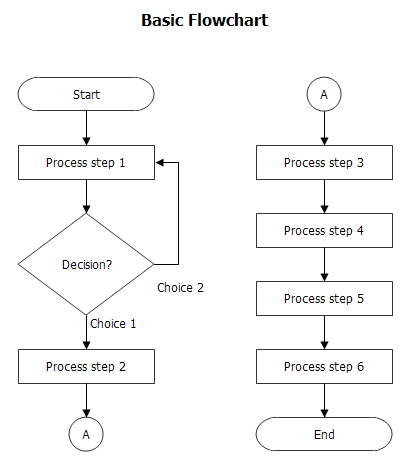 Basic Flowchart
Start
Process step 1
Decision?
Choice 2
Choice 1
Process step 2
A
A
Process step 3
Process step 4
Process step 5
Process step 6
End